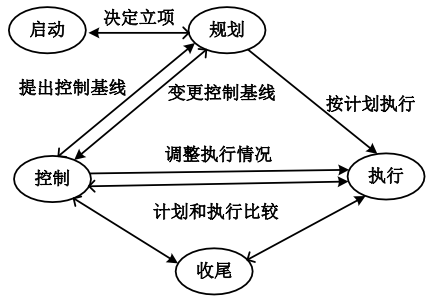 启动
决定立项
规划
提出控制基线
变更控制基线
按计划执行
调整执行情况
控制
执行
计划和执行比较
收尾